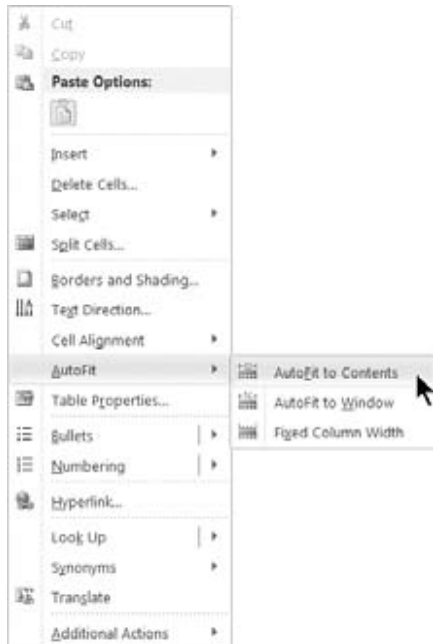 Cut
Copy
Paste Options:
Insert
Delete Cells...
Select
Split Cells...
Borders and Shading...
Text Direction...
Cell Alignment
AutoFit
AutoFit to Contents
Table Properties...
AutoFit to Window
Bullets
Fixed Column Width
Numbering
Hyperlink...
Look Up
Synonyms
Translate
Additional Actions